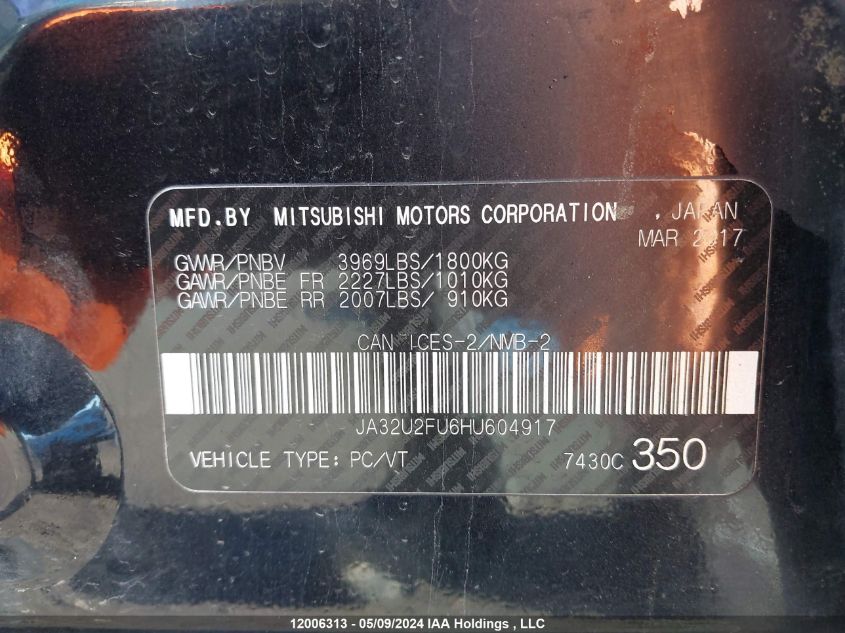 MFD.BY MITSUBISHI MOTORS CORPORATION , JAPAN
MAR 2017
GVWR/PNBV 3969LBS/1800KG
GAWR/PNBE FR 2227LBS/1010KG
GAWR/PNBE RR 2007LBS/ 910KG
CAN ICES-2/NMB-2
JA32U2FU6HU604917
VEHICLE TYPE: PC/VT 7430C 350
12006313 - 05/09/2024 IAA Holdings , LLC